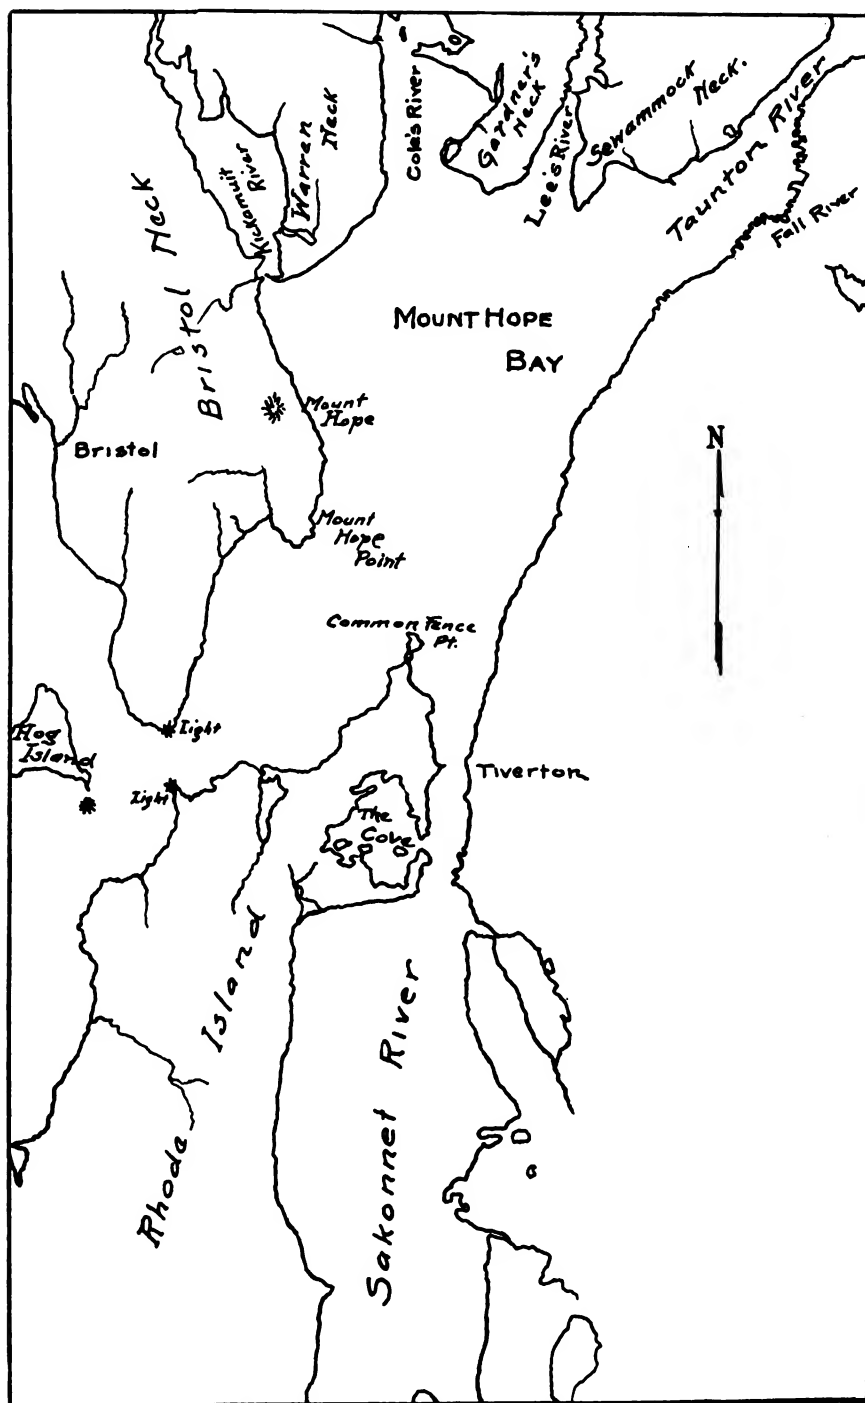 Cole's River
Gardner's
Neck
Lee's River
Sewammock
Neck.
Taunton River
Fall River
Kickamuit
River
Warren
Neck
Bristol Neck
MOUNT HOPE
BAY
Mount
Hope
Bristol
N
Mount
Hope
Point
Common Fence
Pt.
Hog
Island
Light
Light
Tiverton
The
Cove
Rhode Island
Sakonnet River